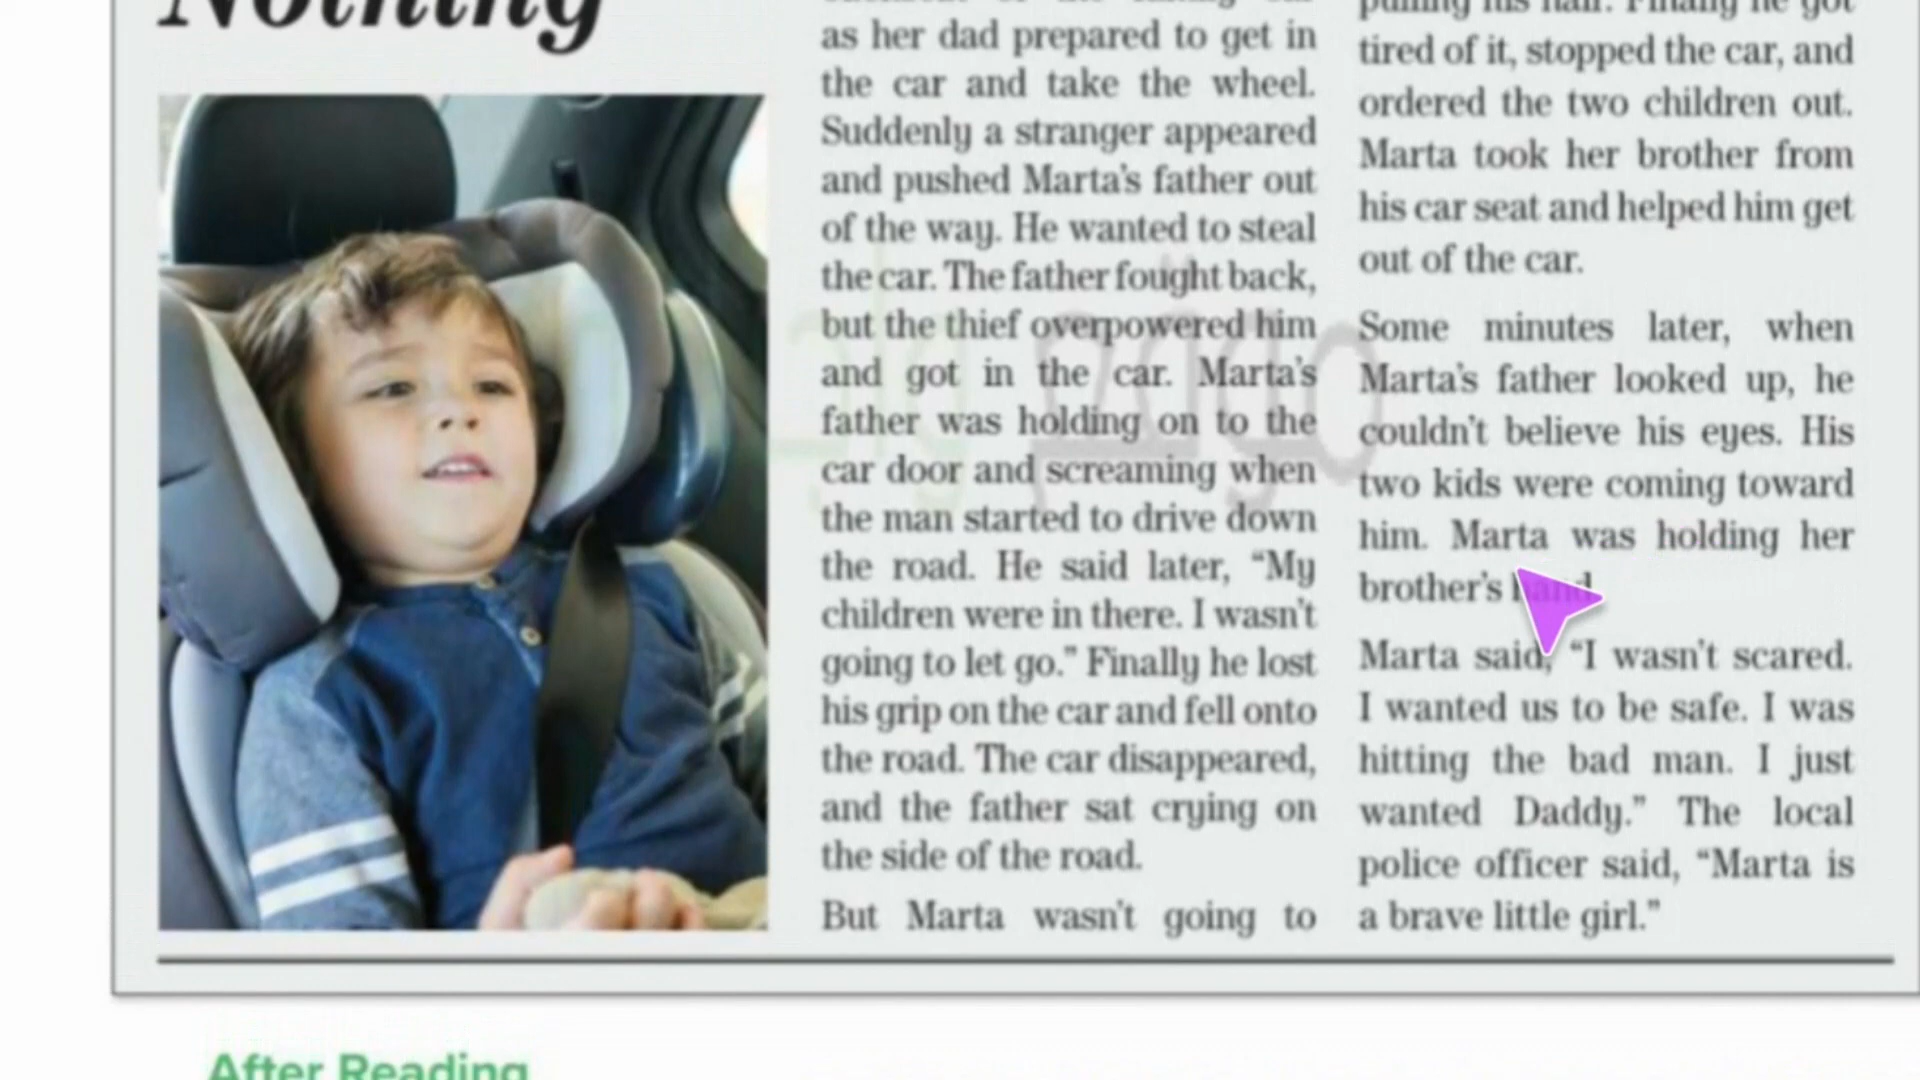 Nothing
as her dad prepared to get in
the car and take the wheel.
Suddenly a stranger appeared
and pushed Marta's father out
of the way. He wanted to steal
the car. The father fought back,
but the thief overpowered him
and got in the car. Marta's
father was holding on to the
car door and screaming when
the man started to drive down
the road. He said later, “My
children were in there. I wasn't
going to let go.” Finally he lost
his grip on the car and fell onto
the road. The car disappeared,
and the father sat crying on
the side of the road.
But Marta wasn't going to
pulling his hair. Finally he got
tired of it, stopped the car, and
ordered the two children out.
Marta took her brother from
his car seat and helped him get
out of the car.
Some minutes later, when
Marta's father looked up, he
couldn't believe his eyes. His
two kids were coming toward
him. Marta was holding her
brother's hand.
Marta said, “I wasn't scared.
I wanted us to be safe. I was
hitting the bad man. I just
wanted Daddy.” The local
police officer said, “Marta is
a brave little girl.”
After Reading